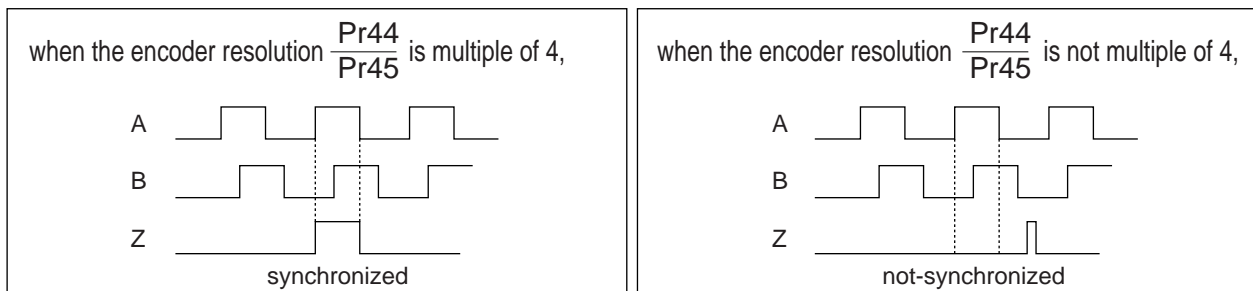 when the encoder resolution Pr44/Pr45 is multiple of 4,
A
B
Z
synchronized
when the encoder resolution Pr44/Pr45 is not multiple of 4,
A
B
Z
not-synchronized